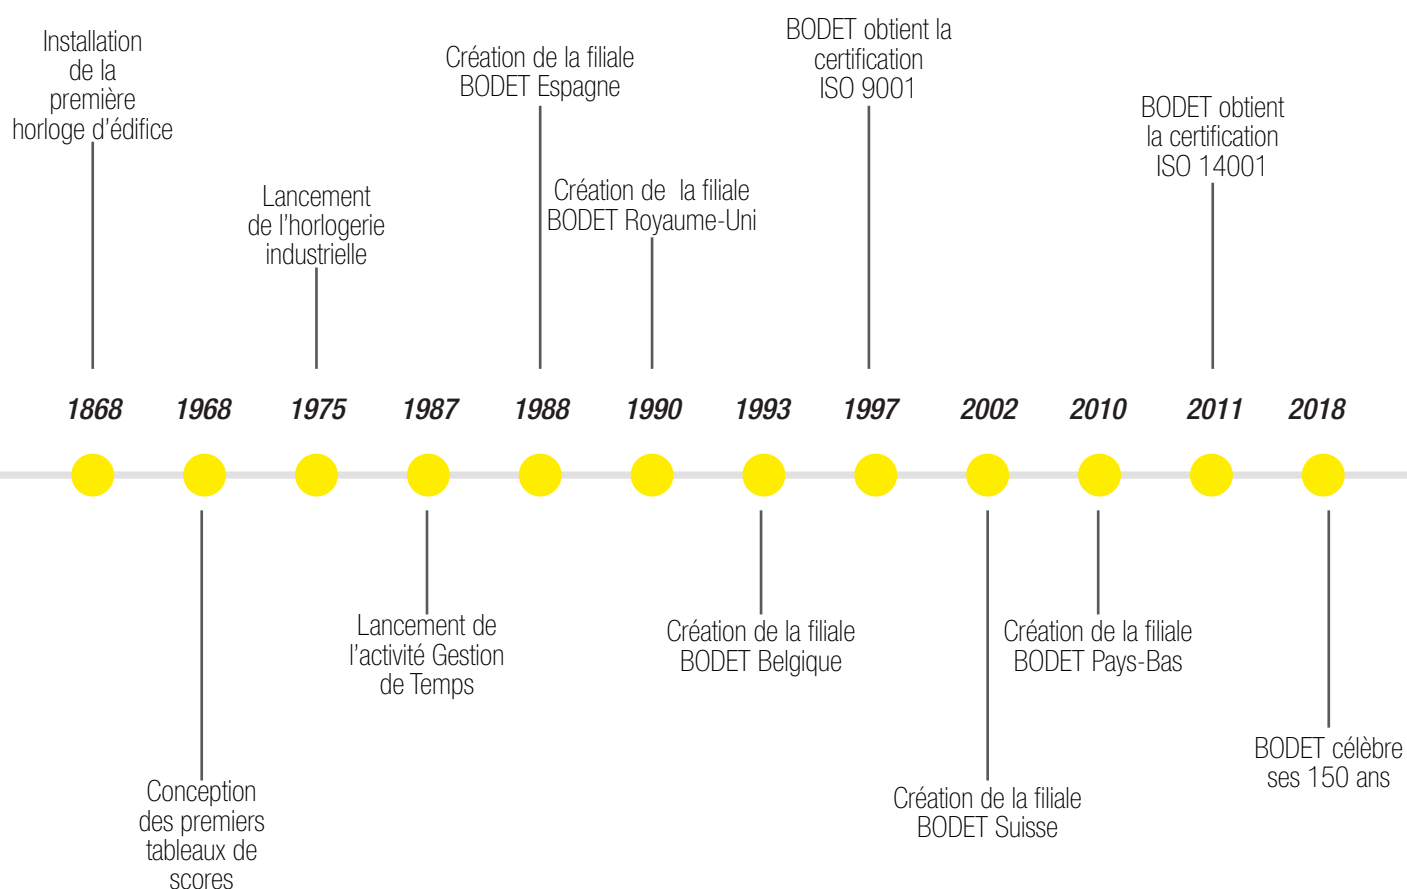 Installation
de la
première
horloge d'édifice
Lancement
de l'horlogerie
industrielle
Création de la filiale
BODET Espagne
Création de  la filiale
BODET Royaume-Uni
BODET obtient la
certification
ISO 9001
BODET obtient
la certification
ISO 14001
1868 1968 1975 1987 1988 1990 1993 1997 2002 2010 2011 2018
Conception
des premiers
tableaux de
scores
Lancement de
l'activité Gestion
de Temps
Création de la filiale
BODET Belgique
Création de la filiale
BODET Suisse
Création de la filiale
BODET Pays-Bas
BODET célèbre
ses 150 ans